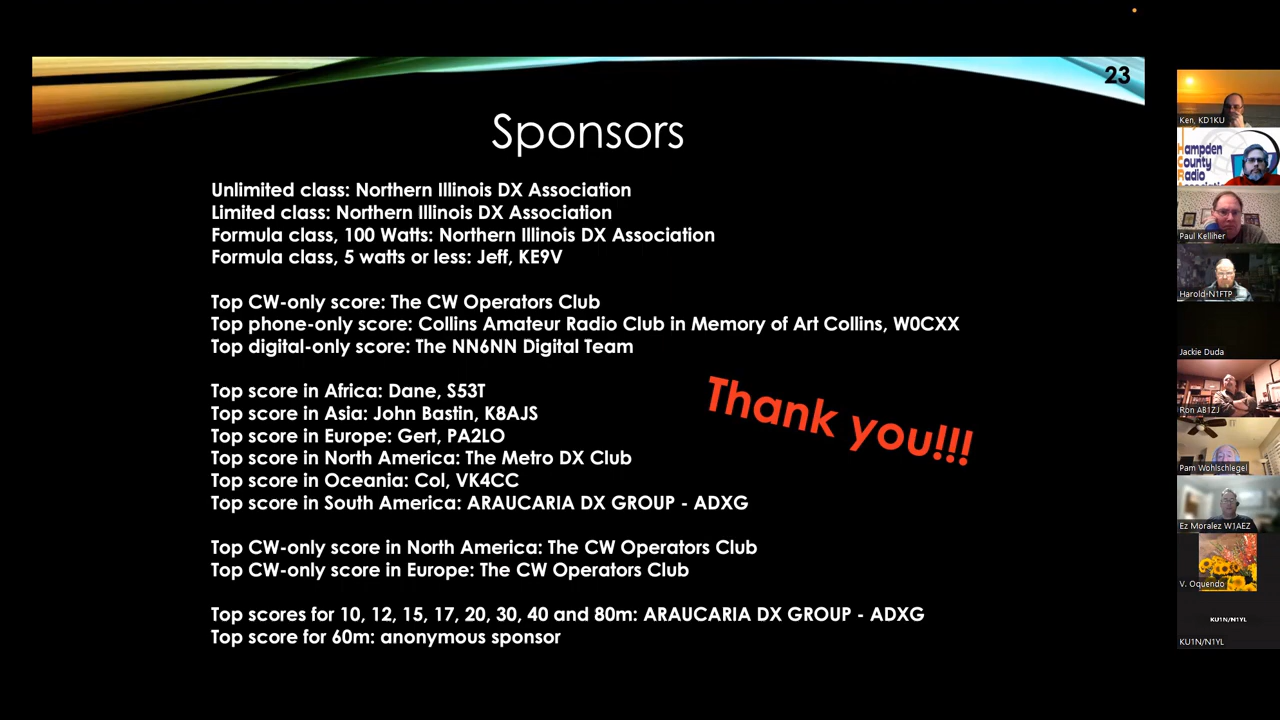 23
Sponsors
Unlimited class: Northern Illinois DX Association
Limited class: Northern Illinois DX Association
Formula class, 100 Watts: Northern Illinois DX Association
Formula class, 5 watts or less: Jeff, KE9V
Top CW-only score: The CW Operators Club
Top phone-only score: Collins Amateur Radio Club in Memory of Art Collins, W0CXX
Top digital-only score: The NN6NN Digital Team
Top score in Africa: Dane, S53T
Top score in Asia: John Bastin, K8AJS
Top score in Europe: Gert, PA2LO
Top score in North America: The Metro DX Club
Top score in Oceania: Col, VK4CC
Top score in South America: ARAUCARIA DX GROUP - ADXG
Thank you!!!
Top CW-only score in North America: The CW Operators Club
Top CW-only score in Europe: The CW Operators Club
Top scores for 10, 12, 15, 17, 20, 30, 40 and 80m: ARAUCARIA DX GROUP - ADXG
Top score for 60m: anonymous sponsor
Ken, KD1KU
Hampden
County
Radio
Paul Kelliher
Harold-N1FTP
Jackie Duda
Ron AB1ZJ
Pam Wohlschlegel
Ez Moralez W1AEZ
V. Oquendo
KU1N/N1YL
KU1N/N1YL